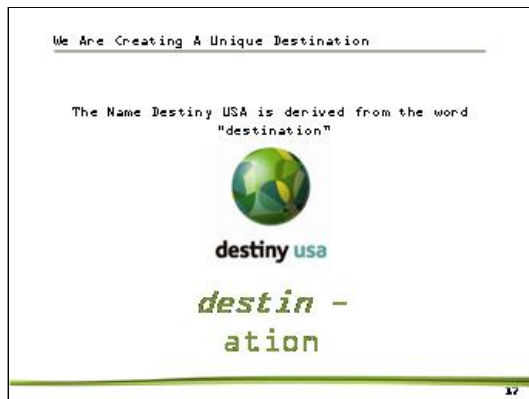 We Are Creating A Unique Destination
The Name Destiny USA is derived from the word
"destination"
destiny usa
destin -
ation
17